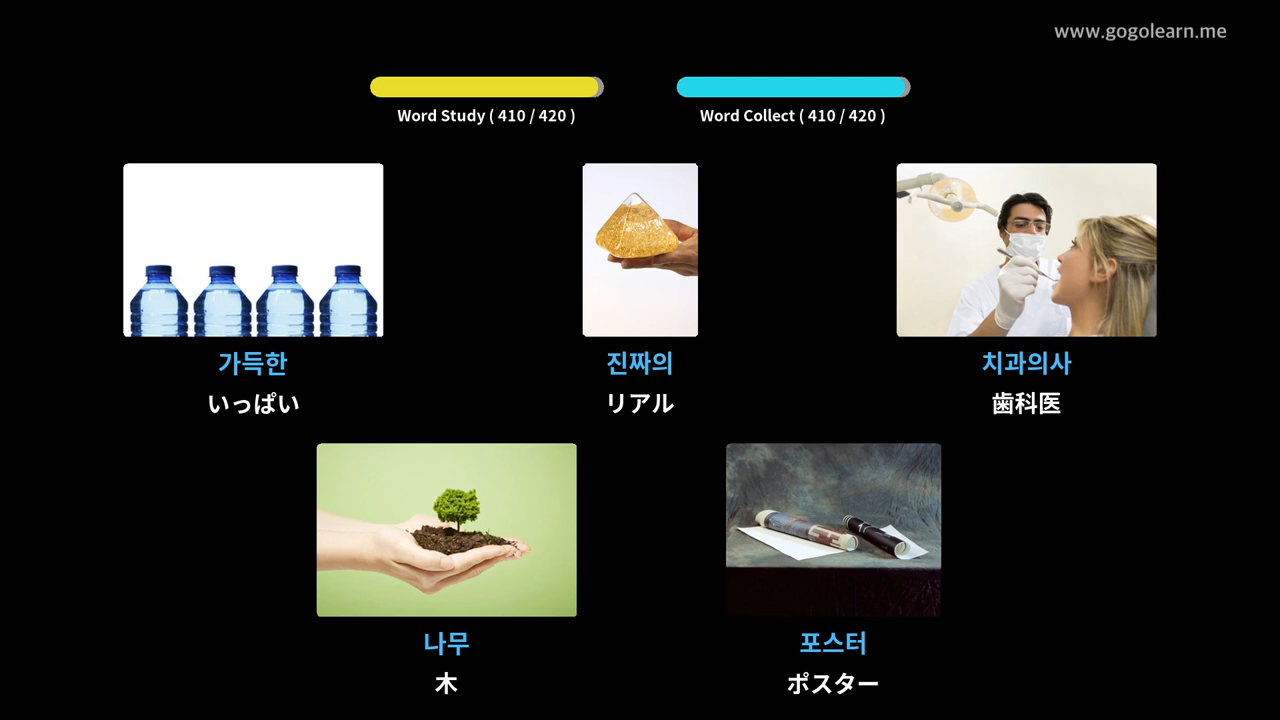 www.gogolearn.me
Word Study ( 410 / 420 )
Word Collect ( 410 / 420 )
가득한
いっぱい
진짜의
リアル
치과의사
歯科医
나무
木
포스터
ポスター